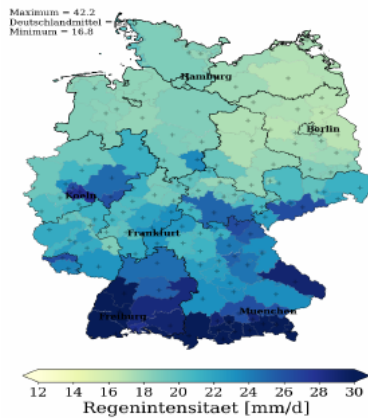 Maximum = 42.2
Deutschlandmittel =
Minimum = 16.8
Hamburg
Berlin
Koeln
Frankfurt
Freiburg
Muenchen
12 14 16 18 20 22 24 26 28 30
Regenintensitaet [mm/d]